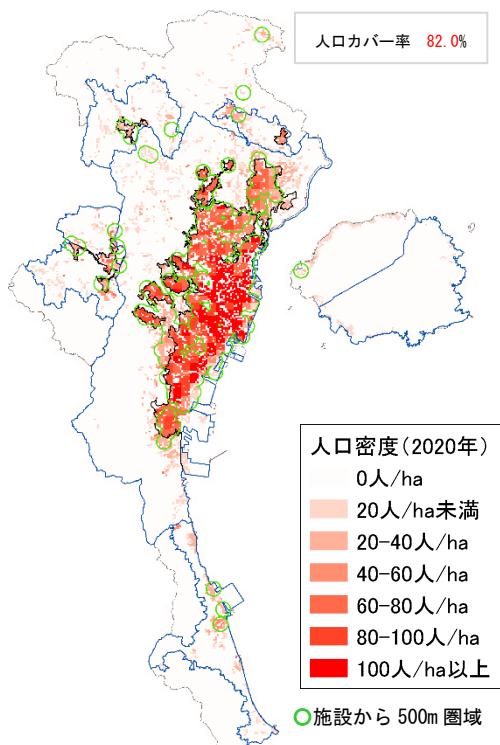 人口カバー率 82.0%
人口密度(2020年)
0人/ha
20人/ha未満
20-40人/ha
40-60人/ha
60-80人/ha
80-100人/ha
100人/ha以上
施設から500m圏域